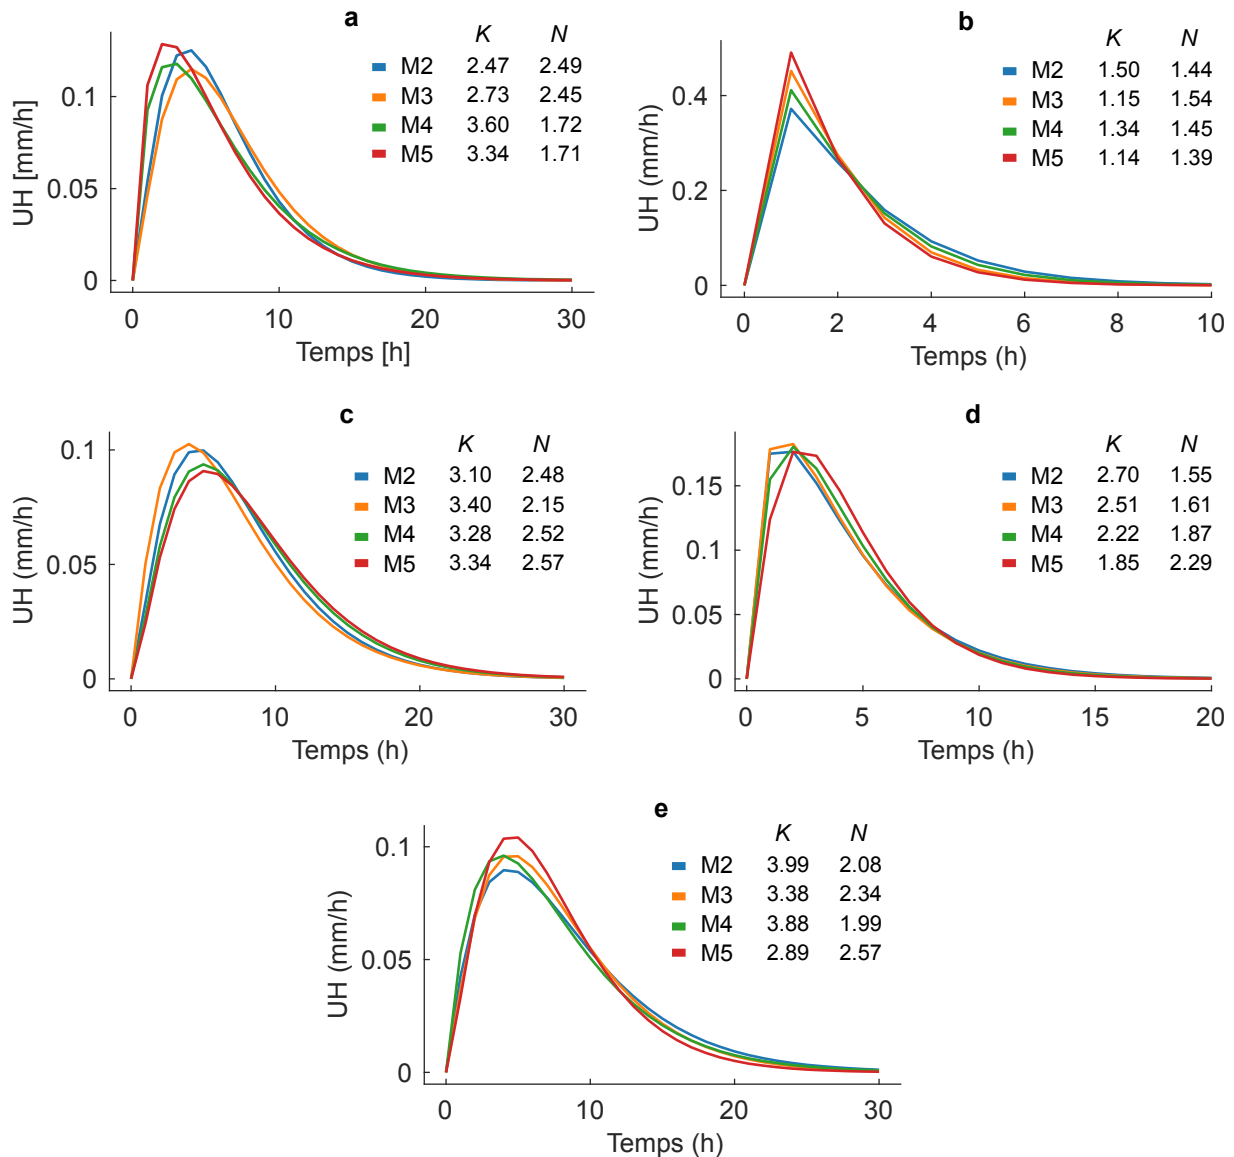 a
K N
M2 2.47 2.49
M3 2.73 2.45
M4 3.60 1.72
M5 3.34 1.71
UH [mm/h]
0.1
0.05
0
0 10 20 30
Temps [h]
b
K N
M2 1.50 1.44
M3 1.15 1.54
M4 1.34 1.45
M5 1.14 1.39
UH (mm/h)
0.4
0.2
0
0 2 4 6 8 10
Temps (h)
c
K N
M2 3.10 2.48
M3 3.40 2.15
M4 3.28 2.52
M5 3.34 2.57
UH (mm/h)
0.1
0.05
0
0 10 20 30
Temps (h)
d
K N
M2 2.70 1.55
M3 2.51 1.61
M4 2.22 1.87
M5 1.85 2.29
UH (mm/h)
0.15
0.1
0.05
0
0 5 10 15 20
Temps (h)
e
K N
M2 3.99 2.08
M3 3.38 2.34
M4 3.88 1.99
M5 2.89 2.57
UH (mm/h)
0.1
0.05
0
0 10 20 30
Temps (h)